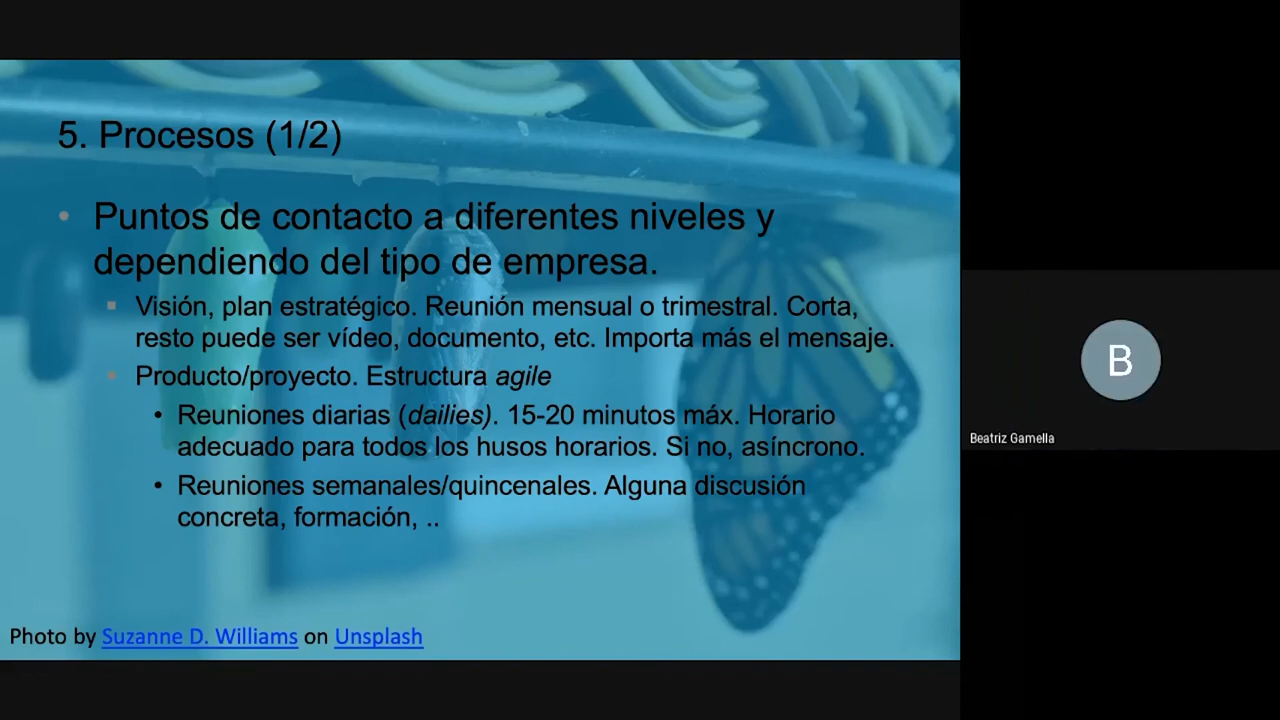 5. Procesos (1/2)
• Puntos de contacto a diferentes niveles y
dependiendo del tipo de empresa.
▪ Visión, plan estratégico. Reunión mensual o trimestral. Corta,
resto puede ser vídeo, documento, etc. Importa más el mensaje.
▪ Producto/proyecto. Estructura agile
• Reuniones diarias (dailies). 15-20 minutos máx. Horario
adecuado para todos los husos horarios. Si no, asíncrono.
• Reuniones semanales/quincenales. Alguna discusión
concreta, formación, ..
Photo by Suzanne D. Williams on Unsplash
B
Beatriz Gamella